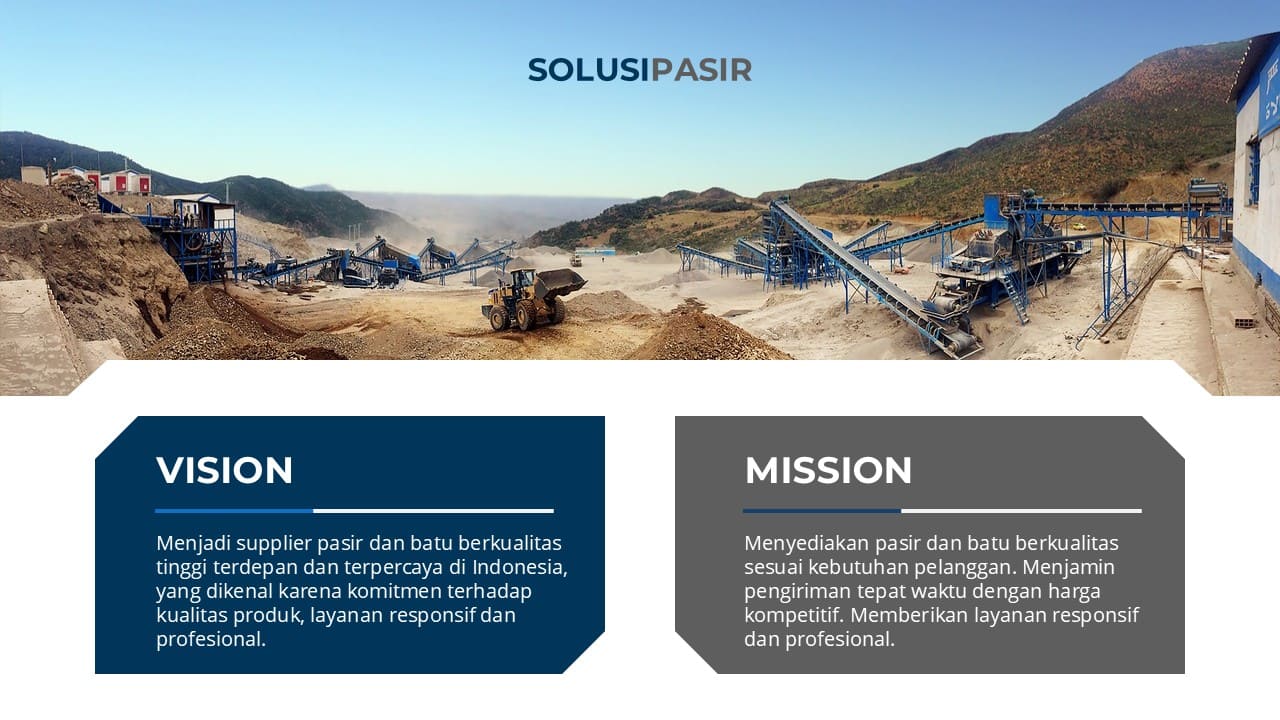 SOLUSIPASIR
VISION
Menjadi supplier pasir dan batu berkualitas
tinggi terdepan dan terpercaya di Indonesia,
yang dikenal karena komitmen terhadap
kualitas produk, layanan responsif dan
profesional.
MISSION
Menyediakan pasir dan batu berkualitas
sesuai kebutuhan pelanggan. Menjamin
pengiriman tepat waktu dengan harga
kompetitif. Memberikan layanan responsif
dan profesional.